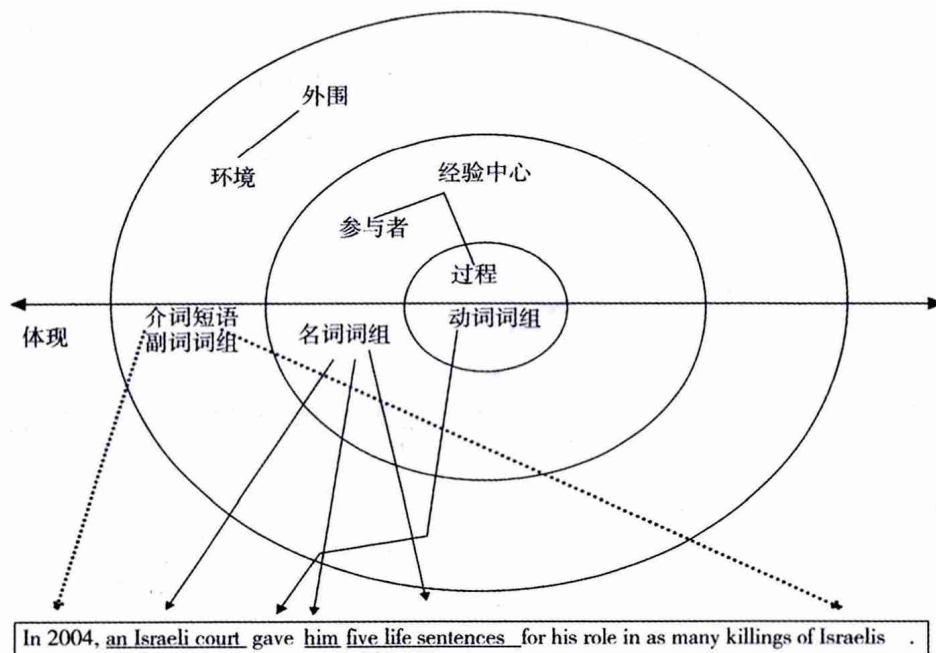 外围
环境
经验中心
参与者
过程
体现
介词短语
副词词组
名词词组
动词词组
In 2004, an Israeli court gave him five life sentences for his role in as many killings of Israelis .